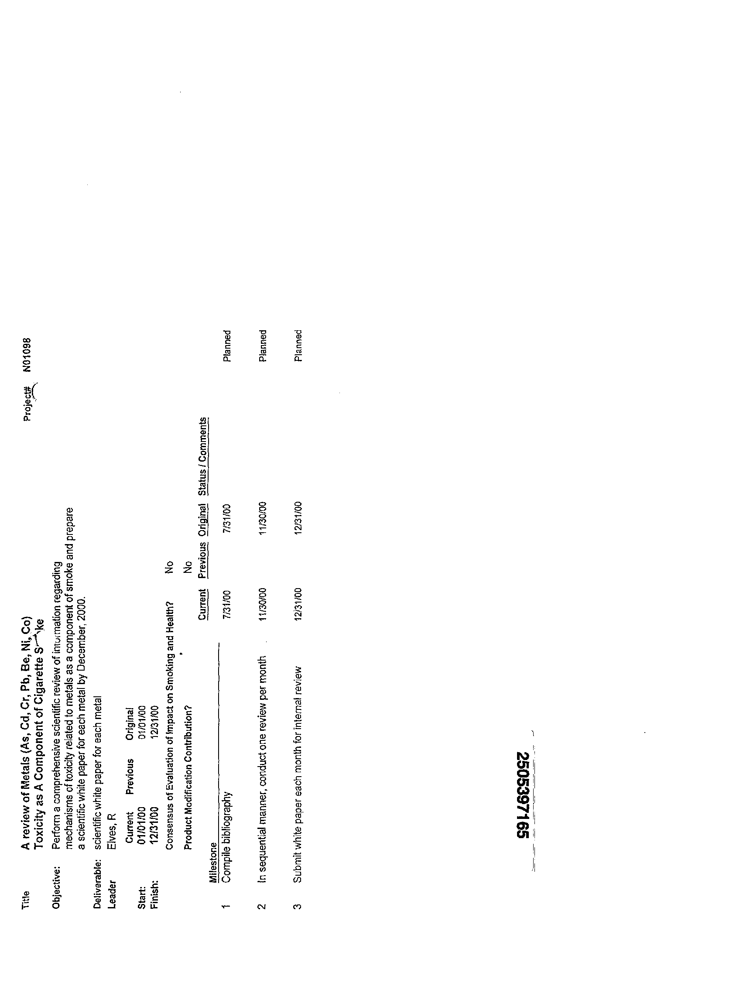 Title A review of Metals (As, Cd, Cr, Pb, Be, Ni, Co) Project# N01098
Toxicity as A Component of Cigarette S ke
Objective: Perform a comprehensive scientific review of information regarding
mechanisms of toxicity related to metals as a component of smoke and prepare
a scientific white paper for each metal by December, 2000.
Deliverable: scientific white paper for each metal
Leader Elves, R
Current Previous Original
Start: 01/01/00 01/01/00
Finish: 12/31/00 12/31/00
Consensus of Evaluation of Impact on Smoking and Health? No
Product Modification Contribution? No
Milestone Current Previous Original Status / Comments
1 Compile bibliography 7/31/00 7/31/00 Planned
2 In sequential manner, conduct one review per month 11/30/00 11/30/00 Planned
3 Submit white paper each month for internal review 12/31/00 12/31/00 Planned
2505397165